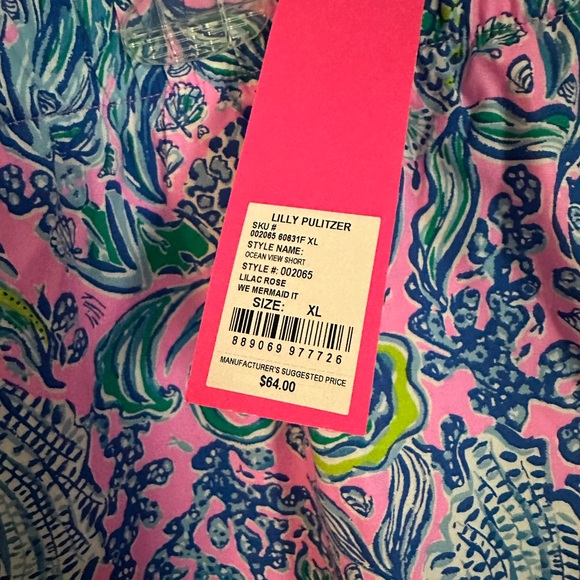 LILLY PULITZER
SKU #
002065 60631F XL
STYLE NAME:
OCEAN VIEW SHORT
STYLE #: 002065
LILAC ROSE
WE MERMAID IT
SIZE: XL
889069 977726
MANUFACTURER'S SUGGESTED PRICE
$64.00